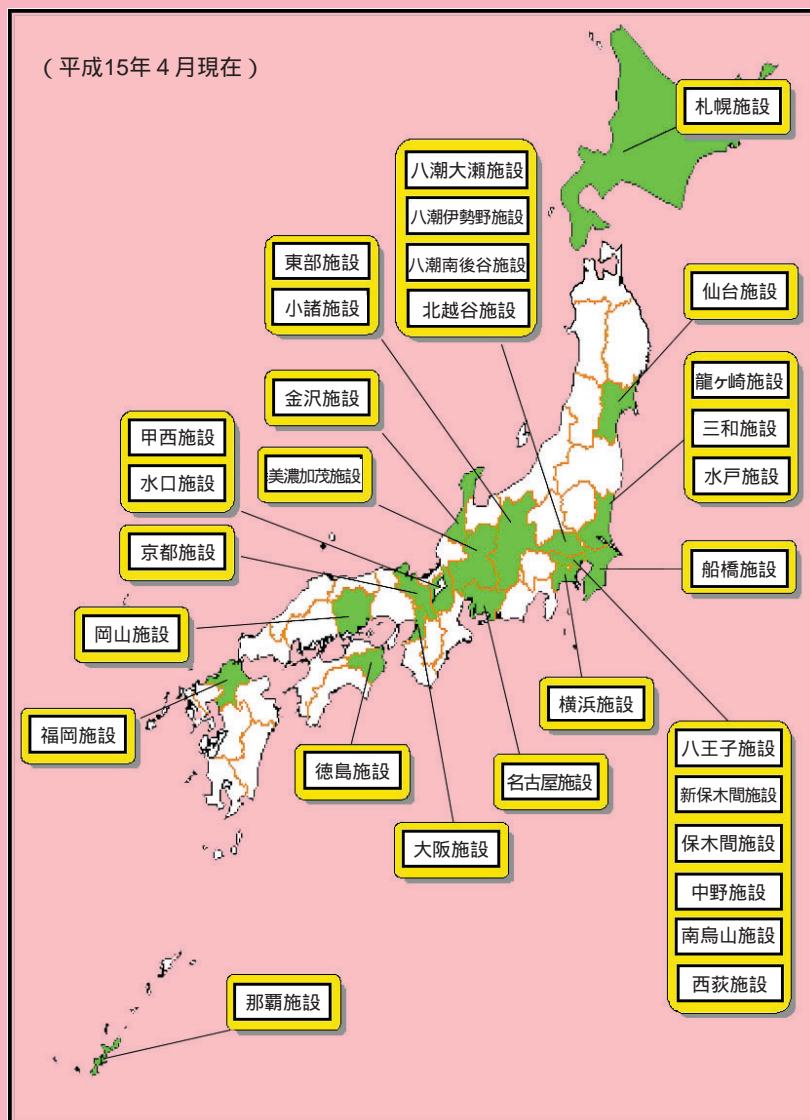 （平成15年４月現在）
札幌施設
八潮大瀬施設
八潮伊勢野施設
八潮南後谷施設
北越谷施設
東部施設
小諸施設
仙台施設
龍ヶ崎施設
三和施設
水戸施設
金沢施設
美濃加茂施設
甲西施設
水口施設
京都施設
船橋施設
岡山施設
横浜施設
福岡施設
徳島施設
名古屋施設
大阪施設
八王子施設
新保木間施設
保木間施設
中野施設
南烏山施設
西荻施設
那覇施設